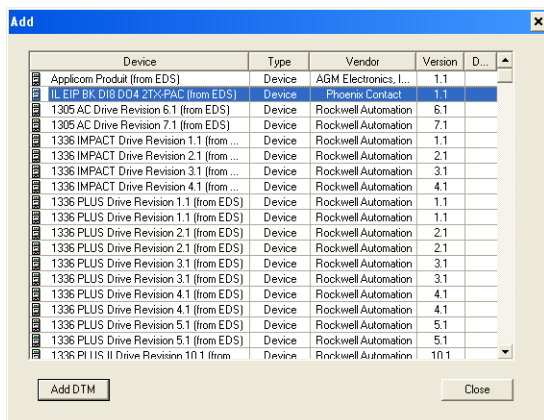 Add
Device Type Vendor Version D...
Applicom Produit (from EDS) Device AGM Electronics, I... 1.1
IL EIP BK DI8 DO4 2TX-PAC (from EDS) Device Phoenix Contact 1.1
1305 AC Drive Revision 6.1 (from EDS) Device Rockwell Automation 6.1
1305 AC Drive Revision 7.1 (from EDS) Device Rockwell Automation 7.1
1336 IMPACT Drive Revision 1.1 (from ... Device Rockwell Automation 1.1
1336 IMPACT Drive Revision 2.1 (from ... Device Rockwell Automation 2.1
1336 IMPACT Drive Revision 3.1 (from ... Device Rockwell Automation 3.1
1336 IMPACT Drive Revision 4.1 (from ... Device Rockwell Automation 4.1
1336 PLUS Drive Revision 1.1 (from EDS) Device Rockwell Automation 1.1
1336 PLUS Drive Revision 1.1 (from EDS) Device Rockwell Automation 1.1
1336 PLUS Drive Revision 2.1 (from EDS) Device Rockwell Automation 2.1
1336 PLUS Drive Revision 2.1 (from EDS) Device Rockwell Automation 2.1
1336 PLUS Drive Revision 3.1 (from EDS) Device Rockwell Automation 3.1
1336 PLUS Drive Revision 3.1 (from EDS) Device Rockwell Automation 3.1
1336 PLUS Drive Revision 4.1 (from EDS) Device Rockwell Automation 4.1
1336 PLUS Drive Revision 4.1 (from EDS) Device Rockwell Automation 4.1
1336 PLUS Drive Revision 5.1 (from EDS) Device Rockwell Automation 5.1
1336 PLUS Drive Revision 5.1 (from EDS) Device Rockwell Automation 5.1
1336 PLUS II Drive Revision 10.1 (from ... Device Rockwell Automation 10.1
Add DTM Close